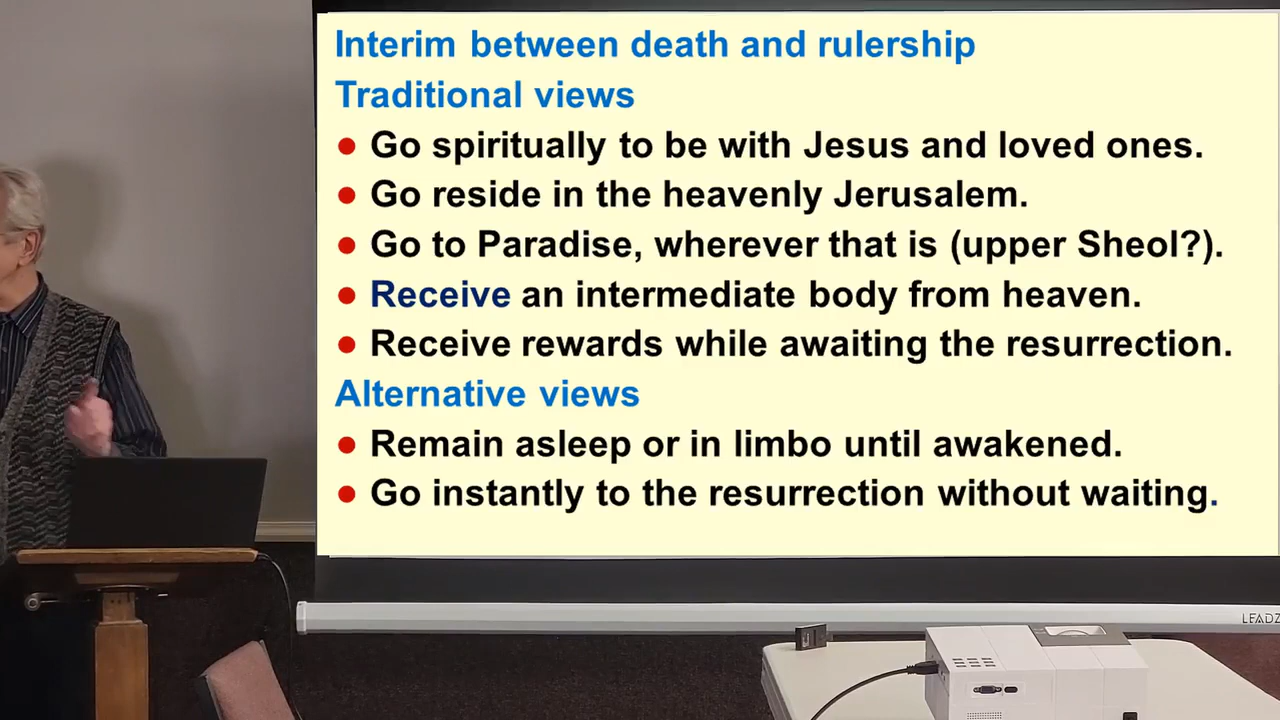 Interim between death and rulership
Traditional views
● Go spiritually to be with Jesus and loved ones.
● Go reside in the heavenly Jerusalem.
● Go to Paradise, wherever that is (upper Sheol?).
● Receive an intermediate body from heaven.
● Receive rewards while awaiting the resurrection.
Alternative views
● Remain asleep or in limbo until awakened.
● Go instantly to the resurrection without waiting.
LEADZ